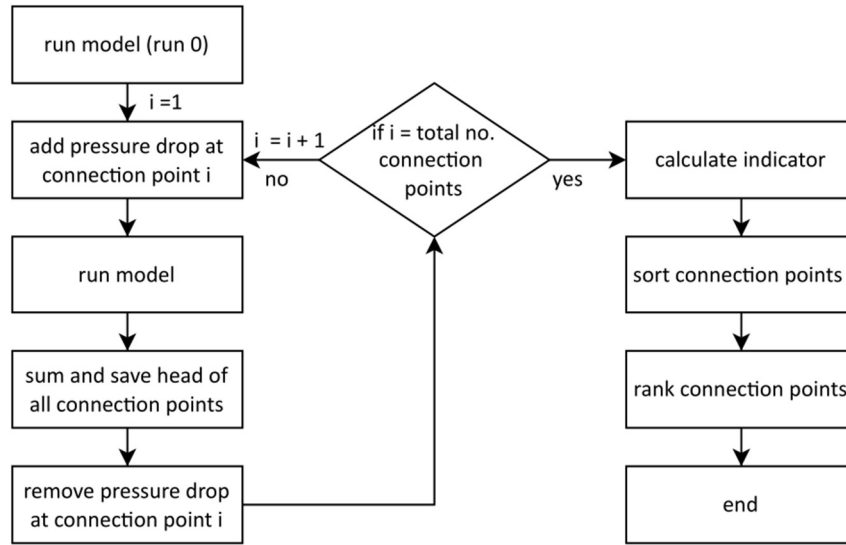 run model (run 0)
i =1
add pressure drop at
connection point i
run model
sum and save head of
all connection points
remove pressure drop
at connection point i
i = i + 1
no
if i = total no.
connection
points
yes
calculate indicator
sort connection points
rank connection points
end